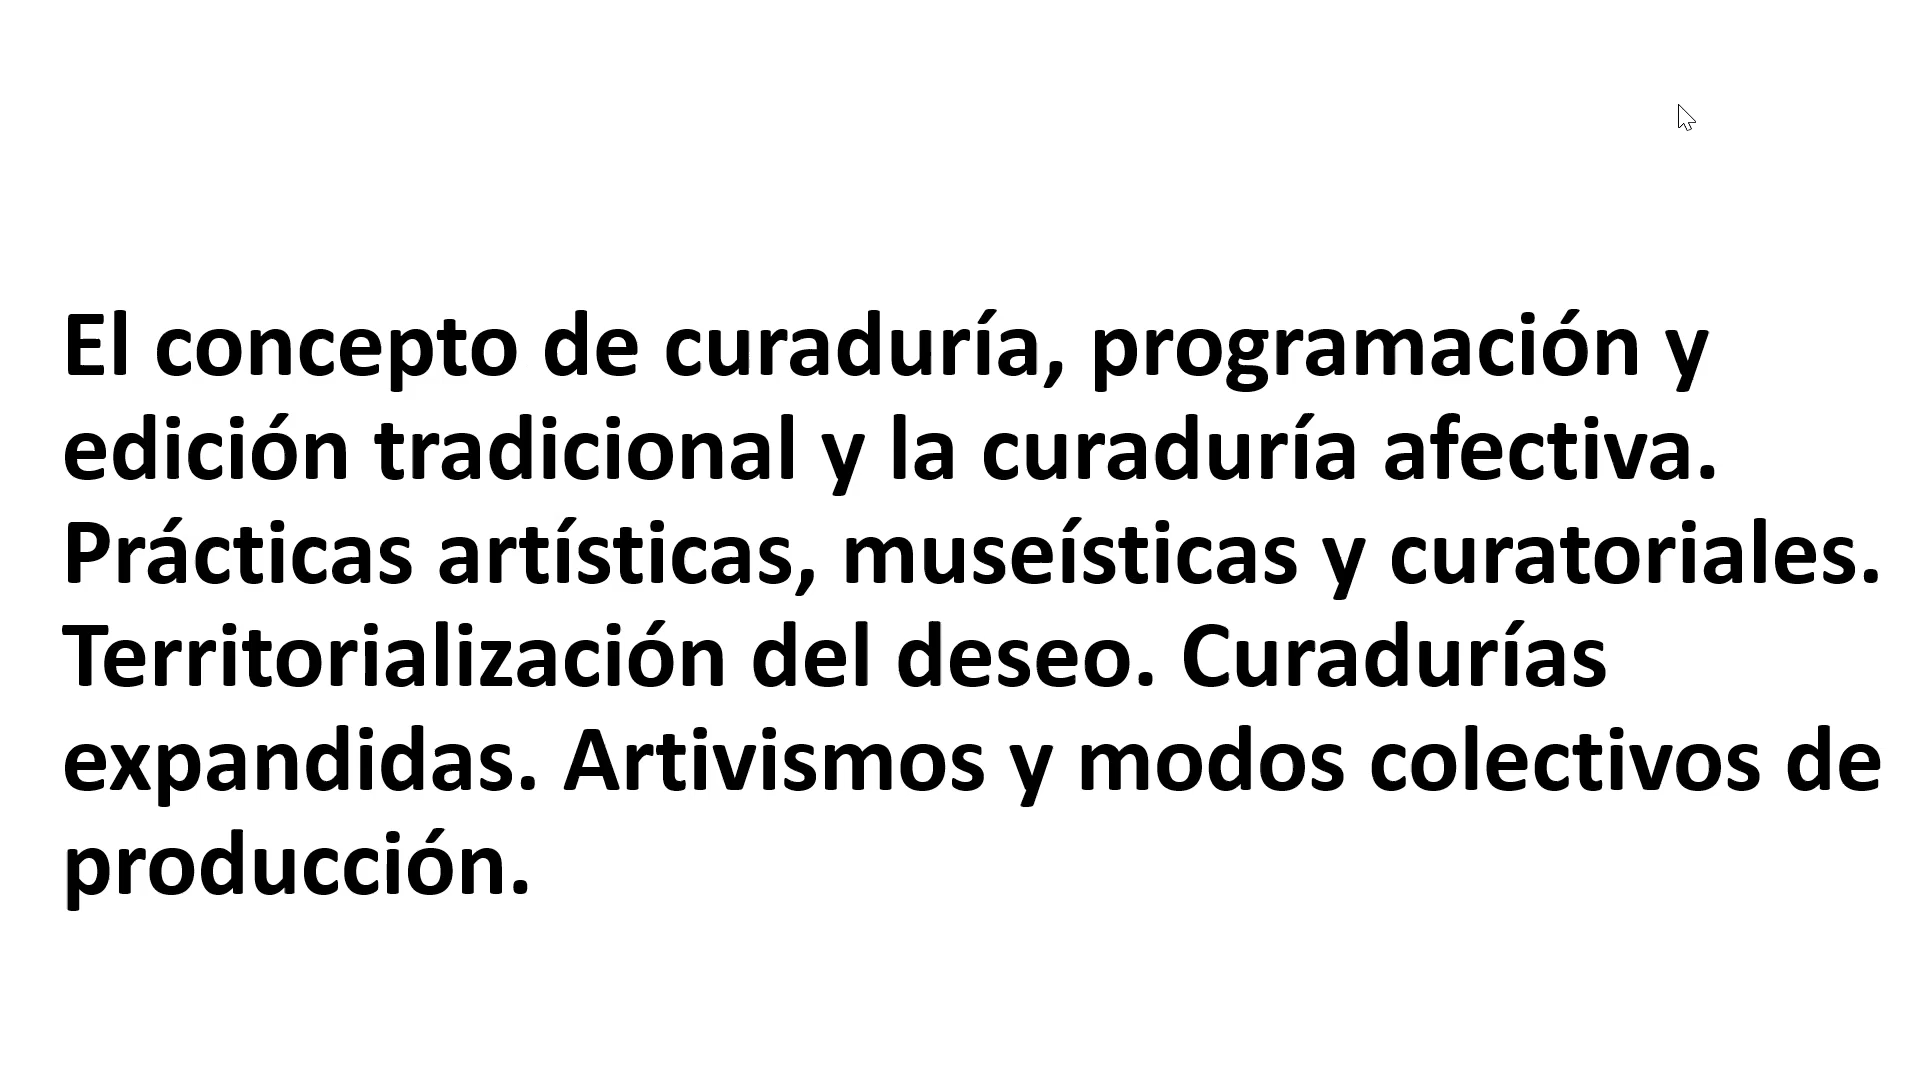 El concepto de curaduría, programación y
edición tradicional y la curaduría afectiva.
Prácticas artísticas, museísticas y curatoriales.
Territorialización del deseo. Curadurías
expandidas. Artivismos y modos colectivos de
producción.